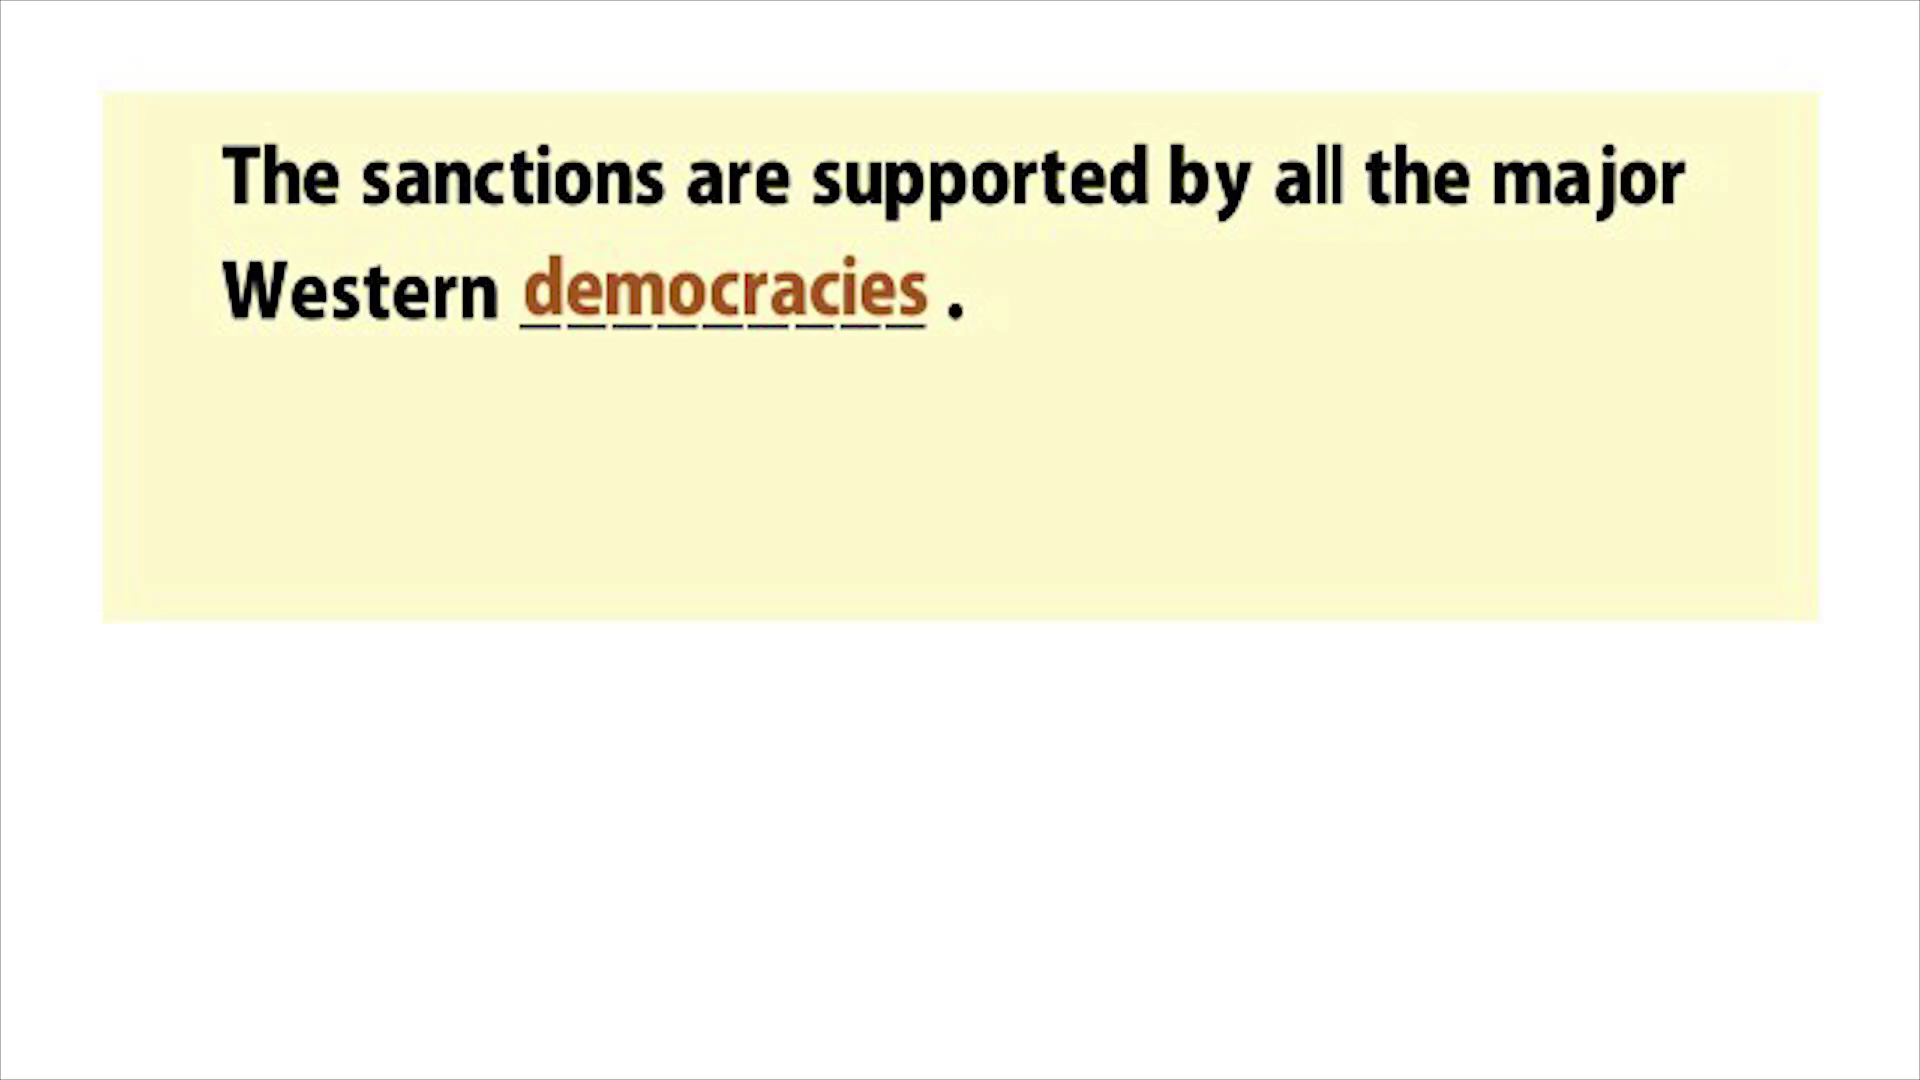 The sanctions are supported by all the major
Western democracies .